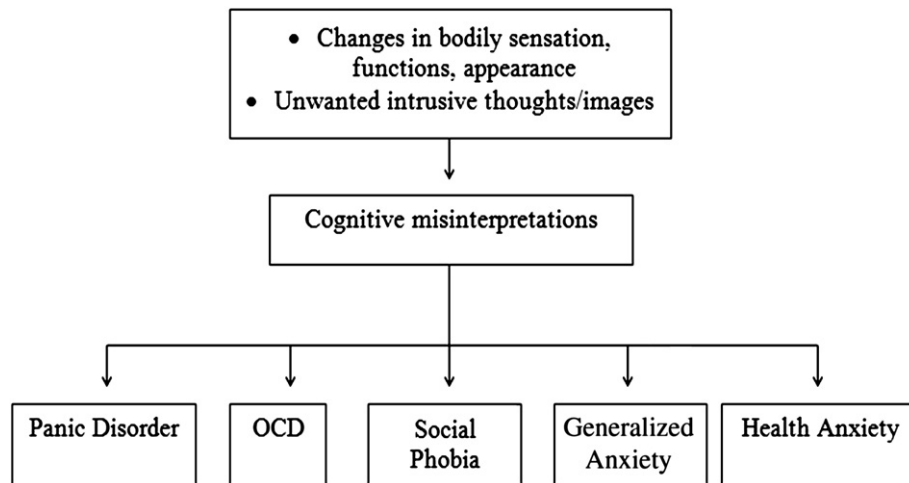 • Changes in bodily sensation,
functions, appearance
• Unwanted intrusive thoughts/images
Cognitive misinterpretations
Panic Disorder
OCD
Social
Phobia
Generalized
Anxiety
Health Anxiety